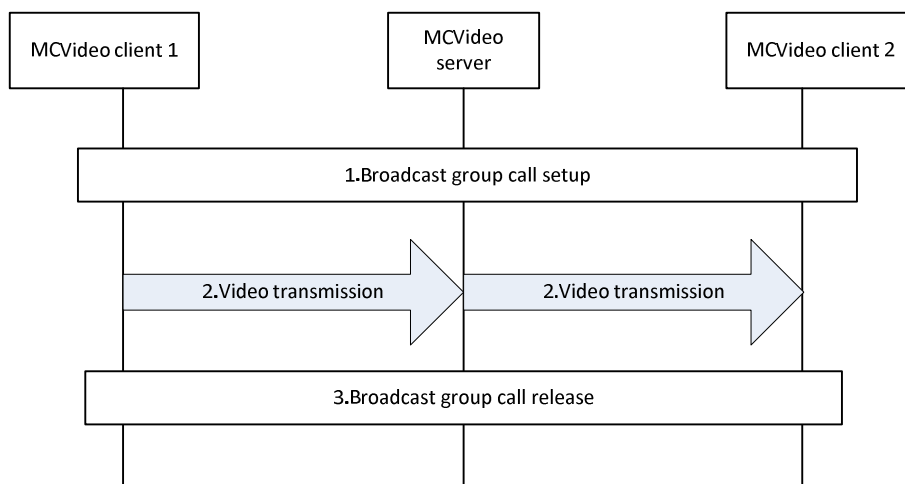 MCVideo client 1
MCVideo
server
MCVideo client 2
1.Broadcast group call setup
2.Video transmission
2.Video transmission
3.Broadcast group call release